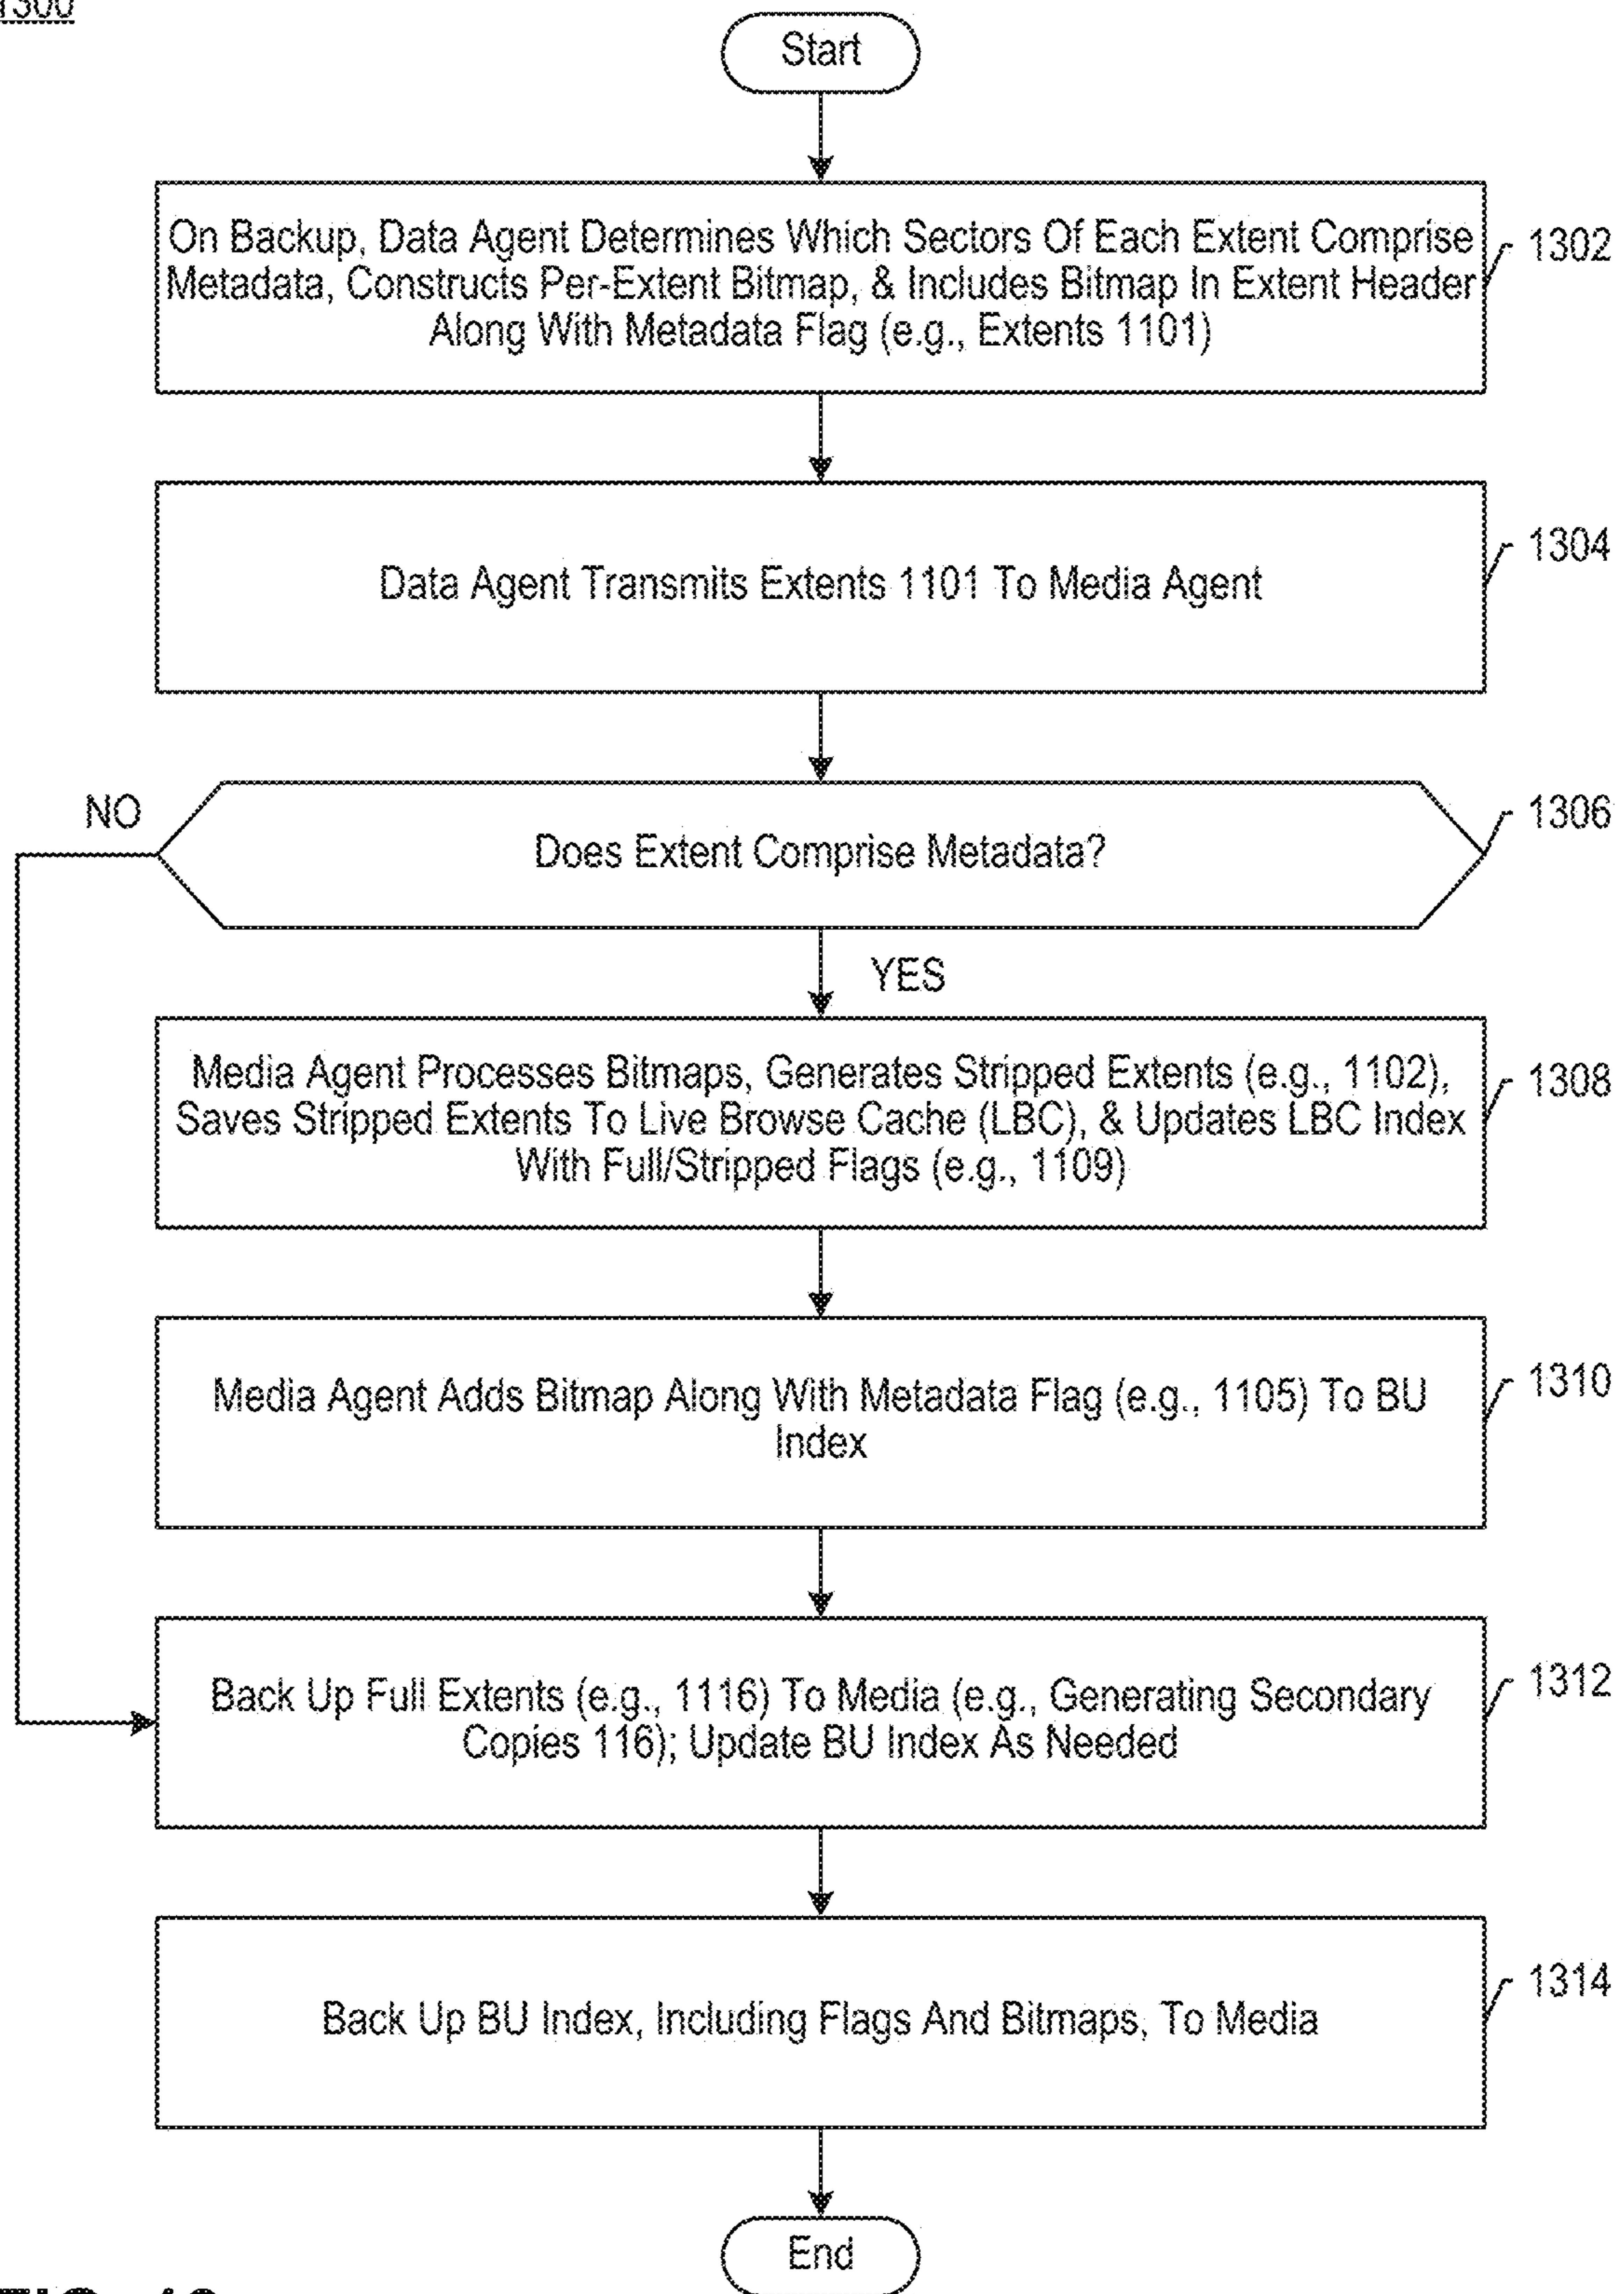 1300
Start
On Backup, Data Agent Determines Which Sectors Of Each Extent Comprise
Metadata, Constructs Per-Extent Bitmap, & Includes Bitmap In Extent Header
Along With Metadata Flag (e.g., Extents 1101)
1302
Data Agent Transmits Extents 1101 To Media Agent
1304
NO
Does Extent Comprise Metadata?
1306
YES
Media Agent Processes Bitmaps, Generates Stripped Extents (e.g., 1102),
Saves Stripped Extents To Live Browse Cache (LBC), & Updates LBC Index
With Full/Stripped Flags (e.g., 1109)
1308
Media Agent Adds Bitmap Along With Metadata Flag (e.g., 1105) To BU
Index
1310
Back Up Full Extents (e.g., 1116) To Media (e.g., Generating Secondary
Copies 116); Update BU Index As Needed
1312
Back Up BU Index, Including Flags And Bitmaps, To Media
1314
End